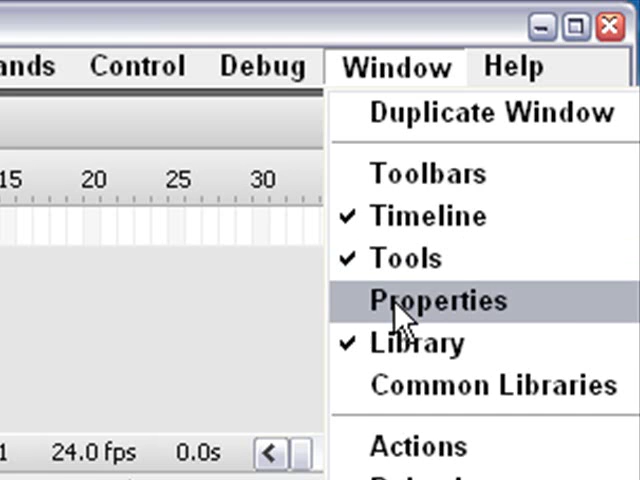 ands Control Debug Window Help
Duplicate Window
15 20 25 30
Toolbars
Timeline
Tools
Properties
Library
Common Libraries
1 24.0 fps 0.0s
Actions